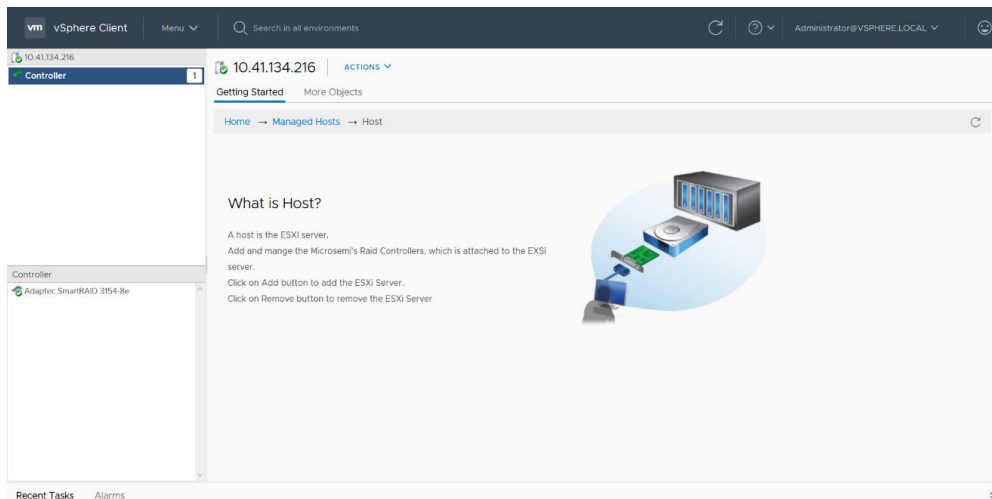 vm vSphere Client Menu Search in all environments Administrator@VSPHERE.LOCAL
10.41.134.216
Controller 1
10.41.134.216 ACTIONS
Getting Started More Objects
Home → Managed Hosts → Host
What is Host?
A host is the ESXI server.
Add and mange the Microsemi's Raid Controllers, which is attached to the EXSi
server.
Click on Add button to add the ESXi Server.
Click on Remove button to remove the ESXi Server
Controller
Adaptec SmartRAID 3154-8e
Recent Tasks Alarms